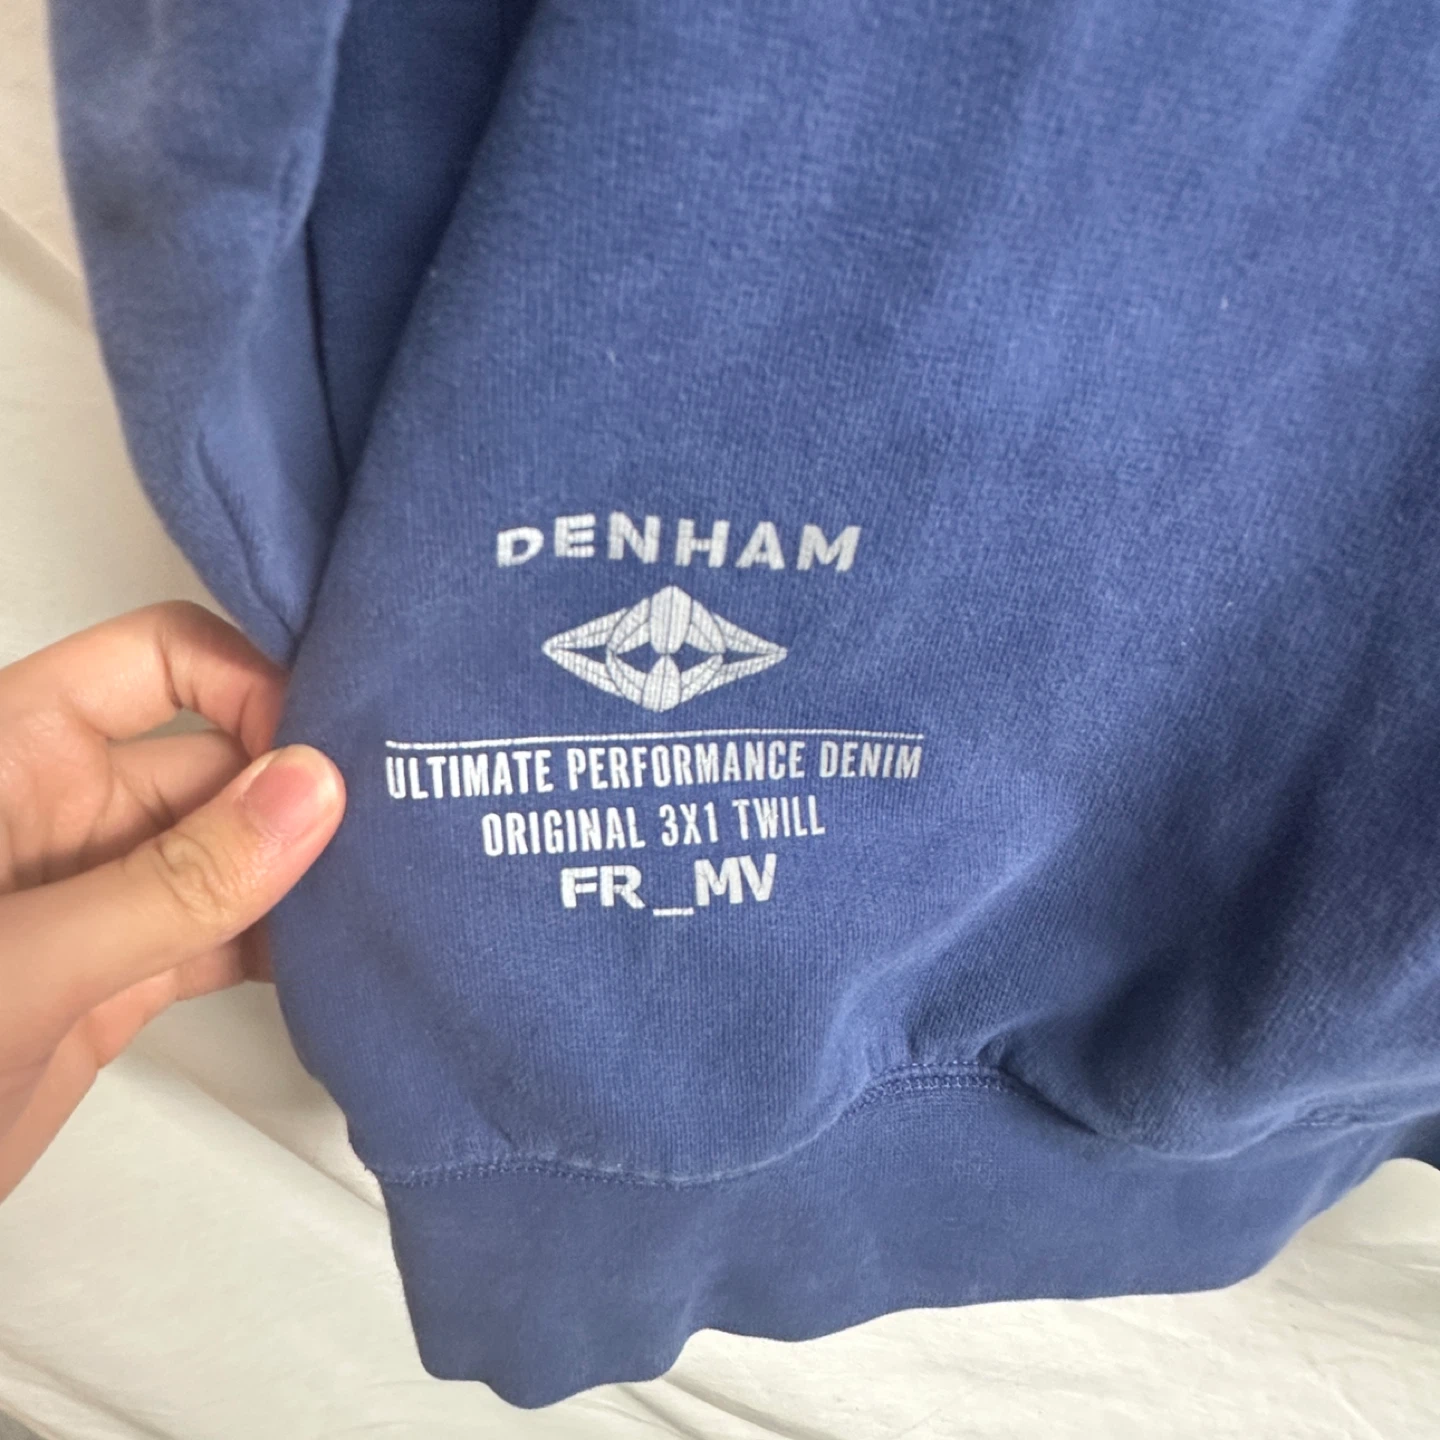 DENHAM
ULTIMATE PERFORMANCE DENIM
ORIGINAL 3X1 TWILL
FR_MV